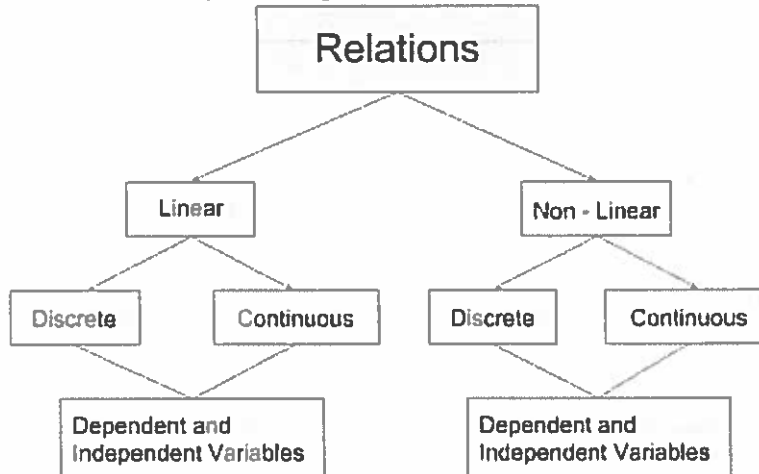 Relations
Linear
Non - Linear
Discrete
Continuous
Discrete
Continuous
Dependent and
Independent Variables
Dependent and
Independent Variables